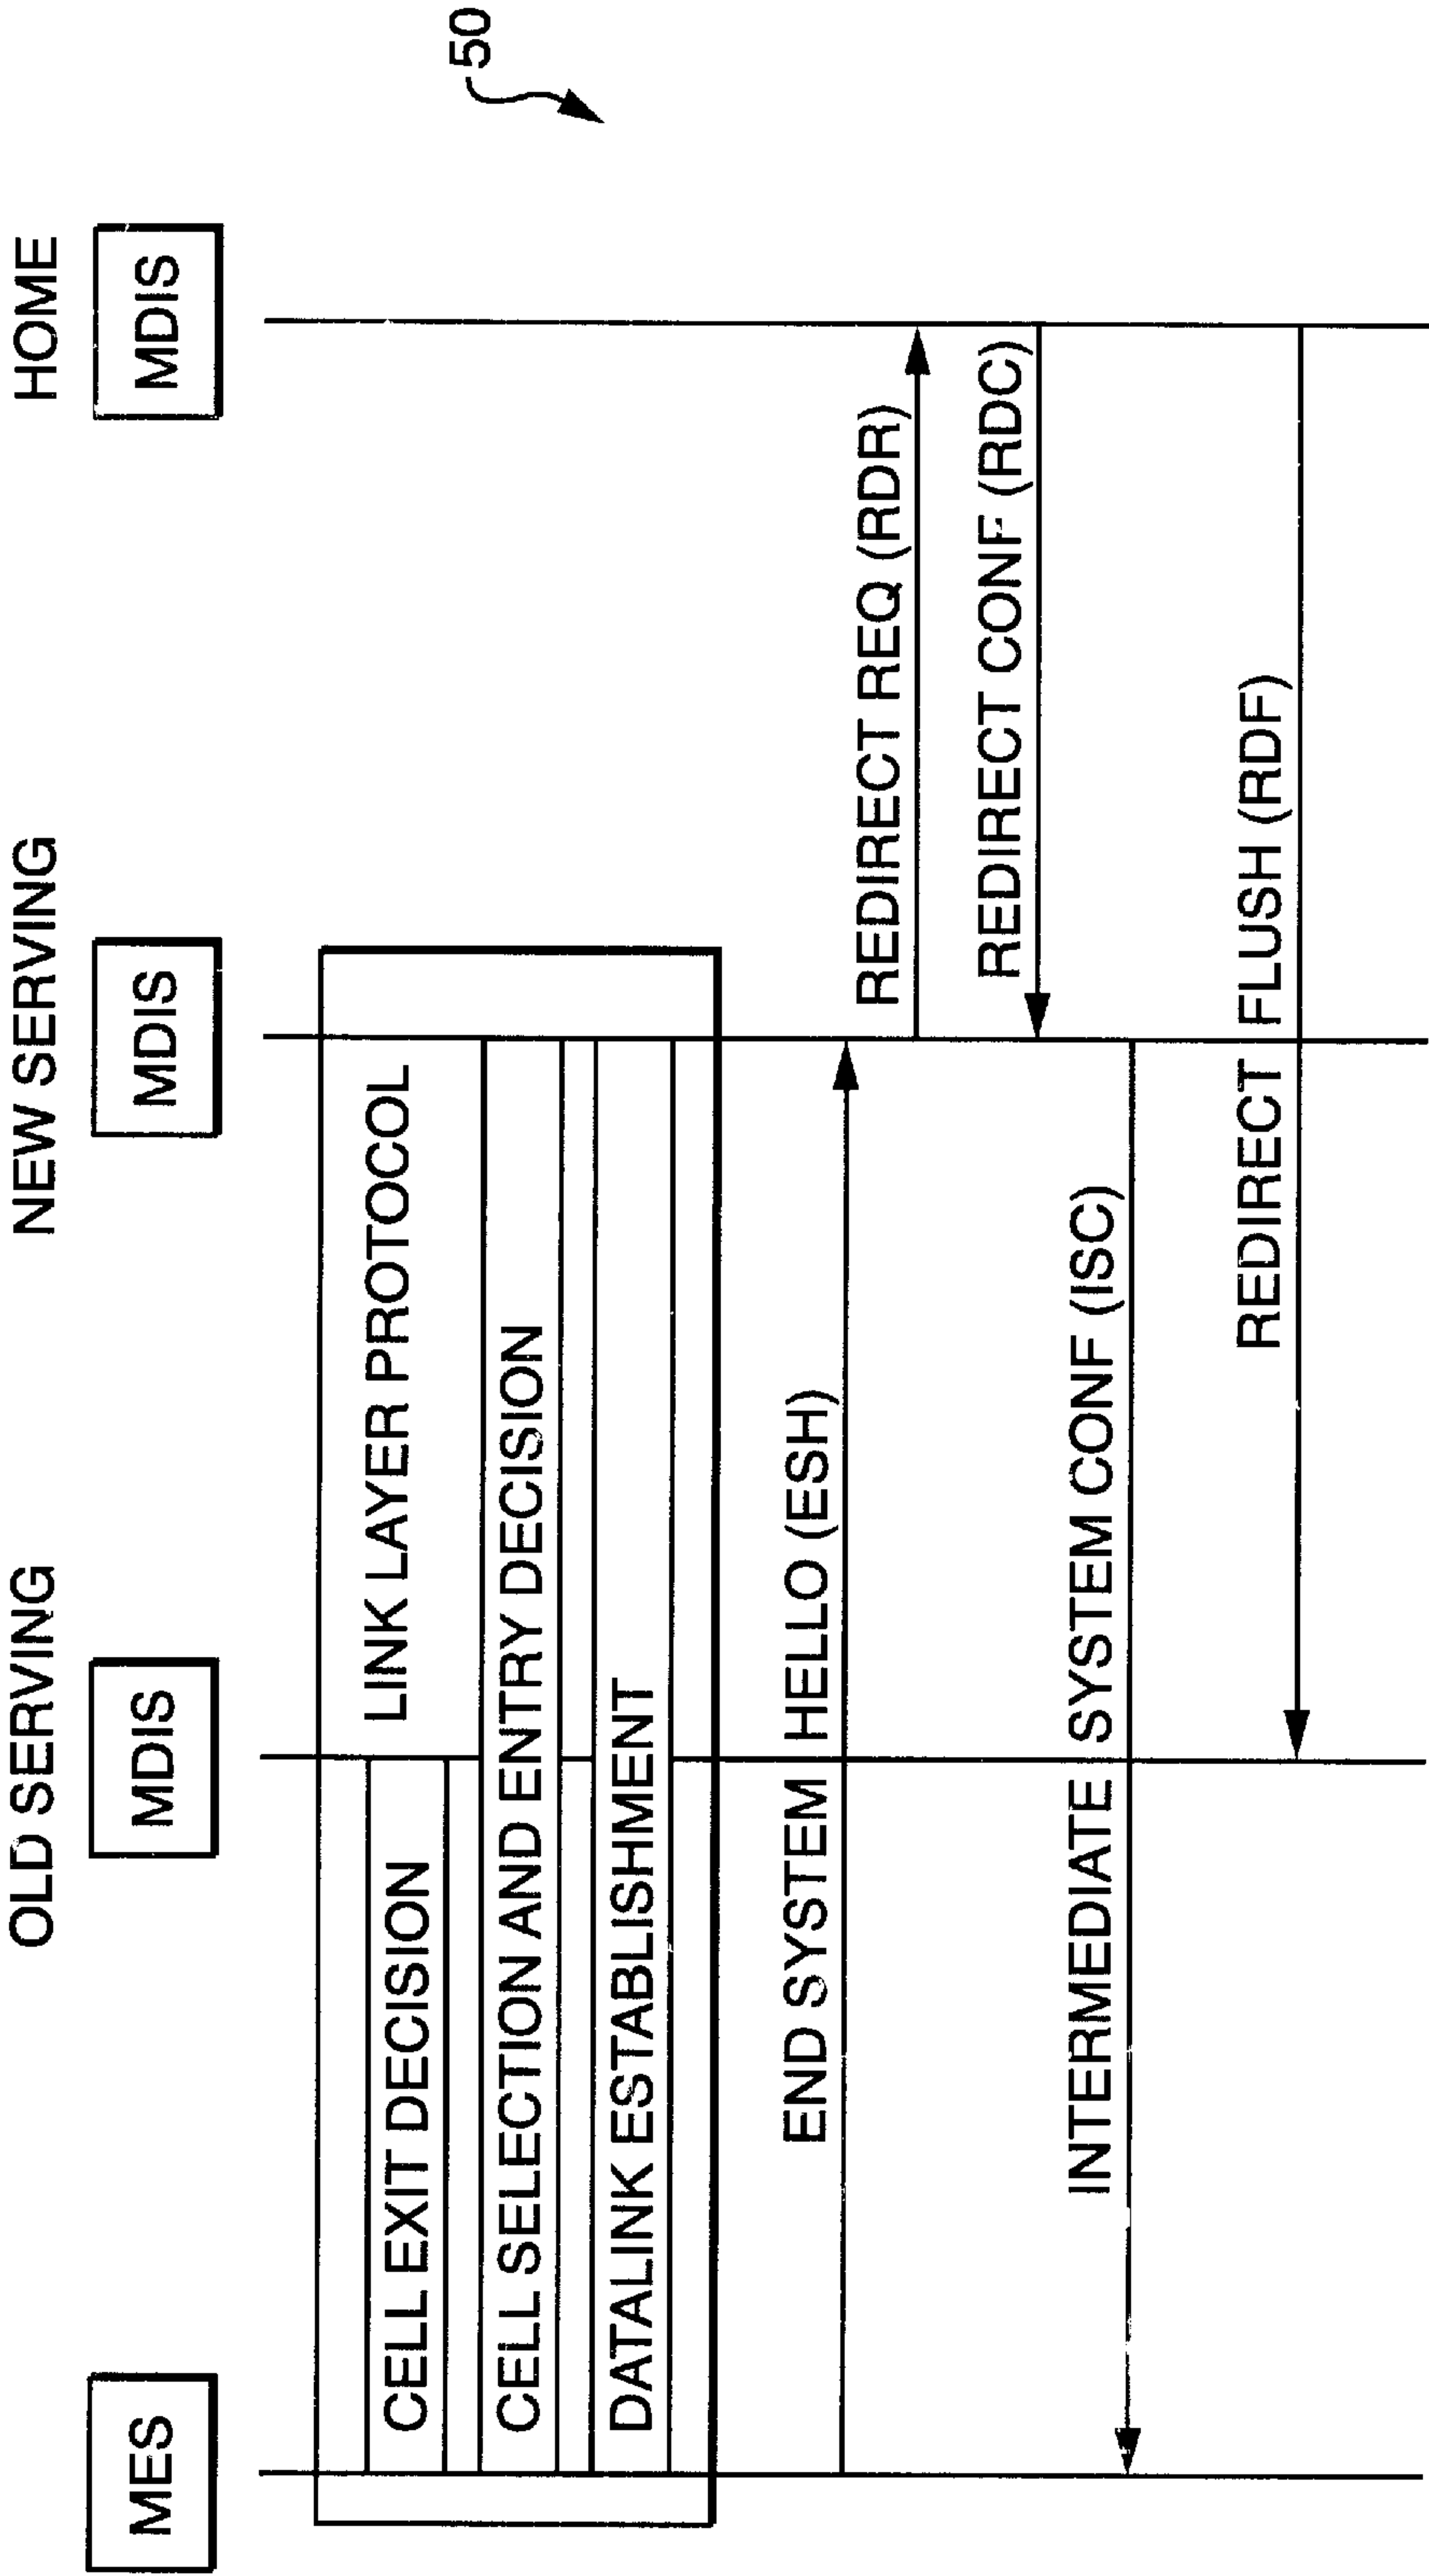 OLD SERVING
NEW SERVING
HOME
MES
MDIS
MDIS
MDIS
50
LINK LAYER PROTOCOL
CELL EXIT DECISION
CELL SELECTION AND ENTRY DECISION
DATALINK ESTABLISHMENT
END SYSTEM HELLO (ESH)
REDIRECT REQ (RDR)
REDIRECT CONF (RDC)
INTERMEDIATE SYSTEM CONF (ISC)
REDIRECT FLUSH (RDF)